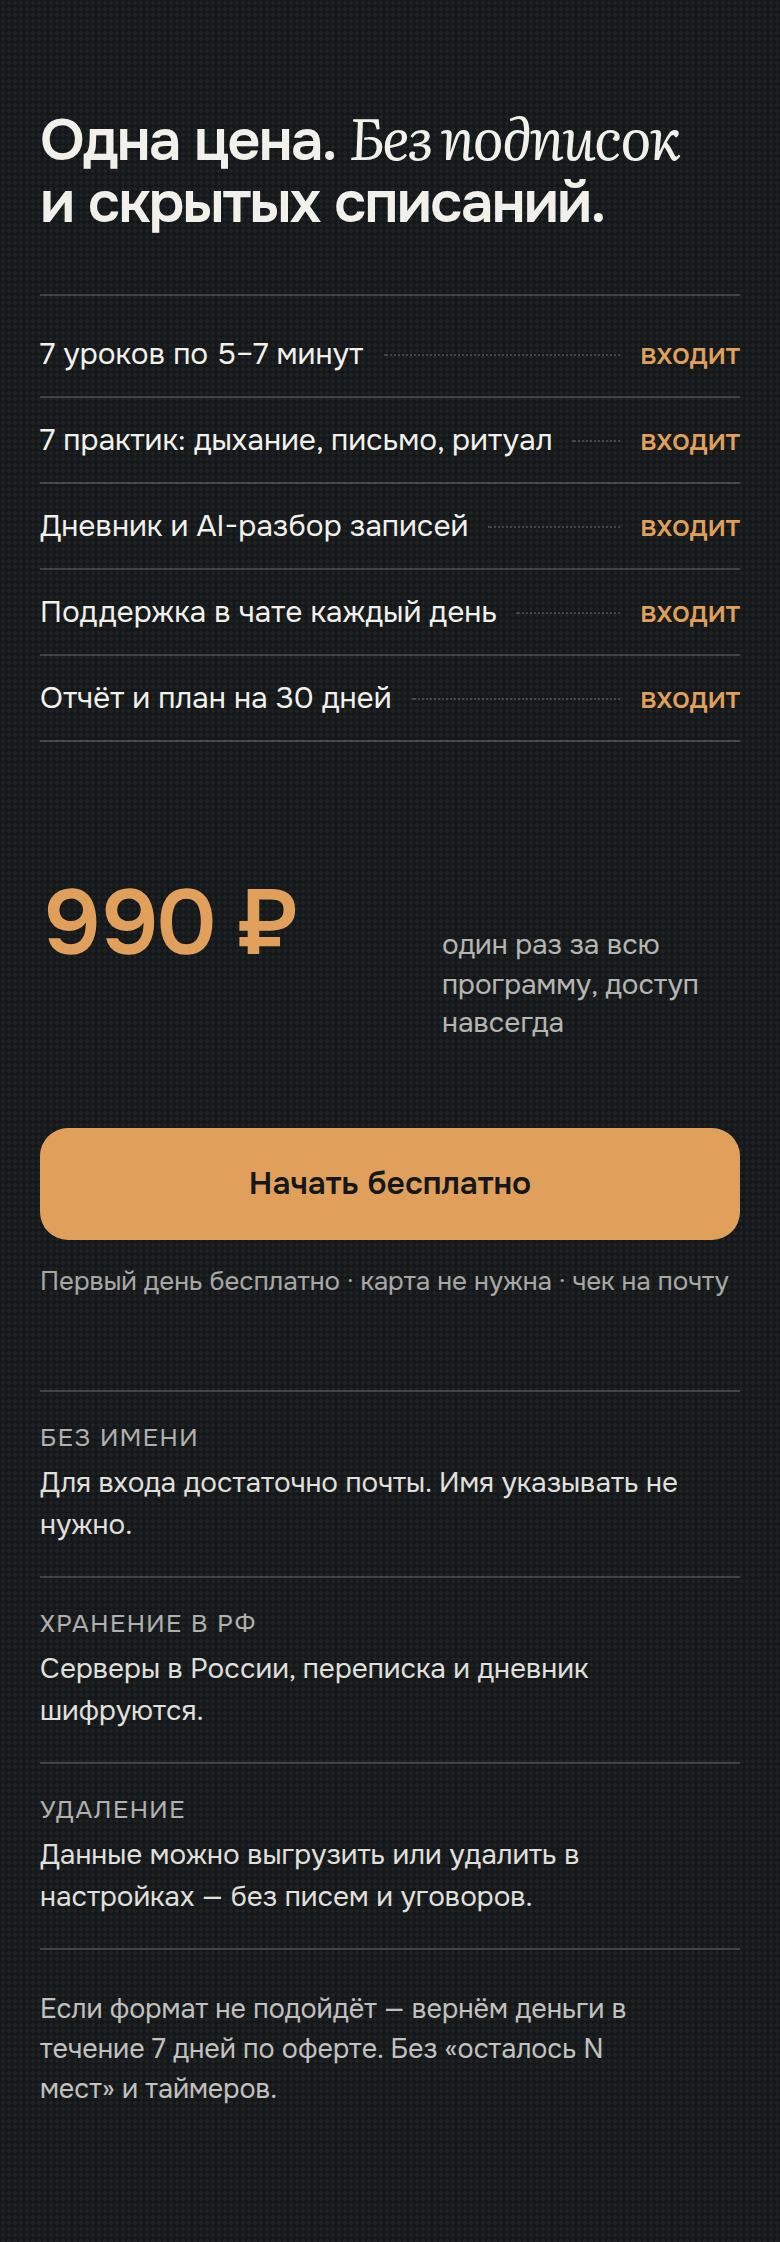 Одна цена. Без подписок
и скрытых списаний.
7 уроков по 5–7 минут входит
7 практик: дыхание, письмо, ритуал входит
Дневник и AI-разбор записей входит
Поддержка в чате каждый день входит
Отчёт и план на 30 дней входит
990 ₽
один раз за всю
программу, доступ
навсегда
Начать бесплатно
Первый день бесплатно · карта не нужна · чек на почту
БЕЗ ИМЕНИ
Для входа достаточно почты. Имя указывать не
нужно.
ХРАНЕНИЕ В РФ
Серверы в России, переписка и дневник
шифруются.
УДАЛЕНИЕ
Данные можно выгрузить или удалить в
настройках — без писем и уговоров.
Если формат не подойдёт — вернём деньги в
течение 7 дней по оферте. Без «осталось N
мест» и таймеров.